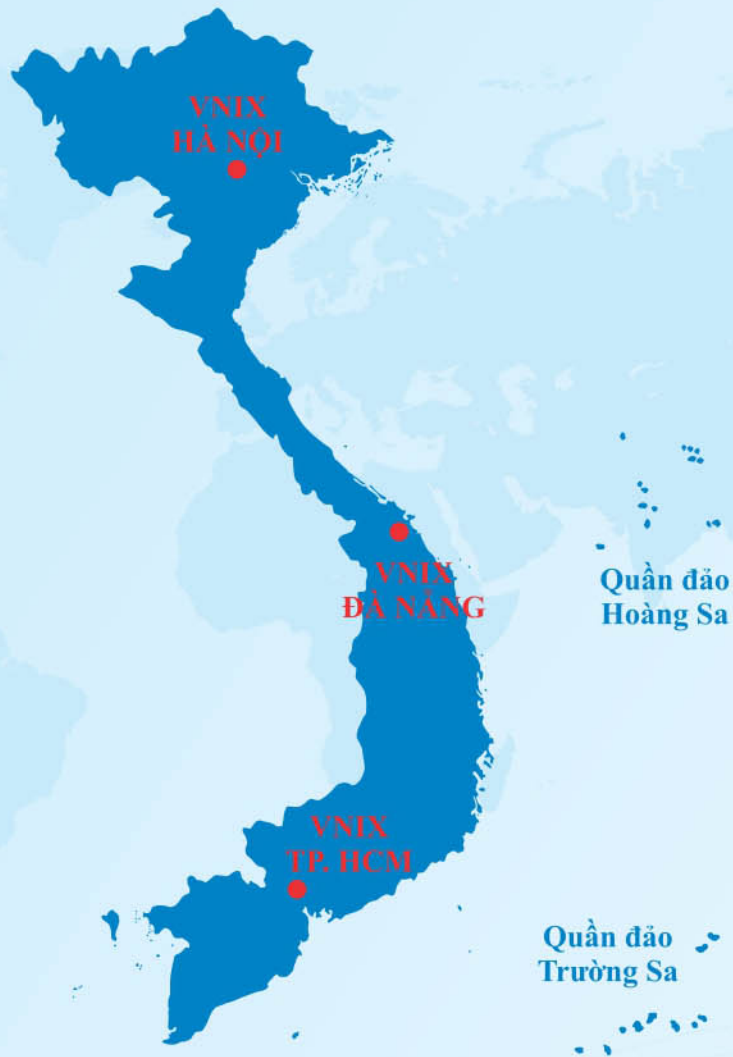 VNIX
HÀ NỘI
VNIX
ĐÀ NẴNG
Quần đảo
Hoàng Sa
VNIX
TP. HCM
Quần đảo
Trường Sa